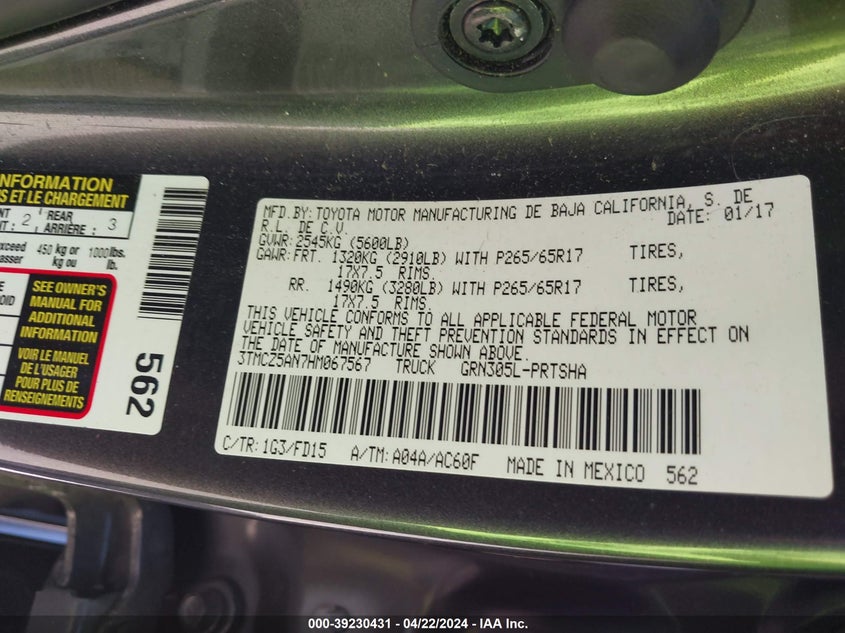 INFORMATION
S ET LE CHARGEMENT
2 REAR 3
ARRIÈRE :
450 kg or 1000lbs.
kg ou lb.
SEE OWNER'S
MANUAL FOR
ADDITIONAL
INFORMATION
VOIR LE MANUEL
DE L'USAGER
POUR PLUS DE
RENSEIGNEMENTS
562
MFD.BY: TOYOTA MOTOR MANUFACTURING DE BAJA CALIFORNIA, S. DE
R.L. DE C.V. DATE: 01/17
GVWR: 2545KG (5600LB)
GAWR: FRT. 1320KG (2910LB) WITH P265/65R17 TIRES,
17X7.5 RIMS.
RR. 1490KG (3280LB) WITH P265/65R17 TIRES,
17X7.5 RIMS.
THIS VEHICLE CONFORMS TO ALL APPLICABLE FEDERAL MOTOR
VEHICLE SAFETY AND THEFT PREVENTION STANDARDS IN EFFECT ON
THE DATE OF MANUFACTURE SHOWN ABOVE.
3TMCZ5AN7HM067567 TRUCK GRN305L-PRTSHA
C/TR: 1G3/FD15 A/TM: A04A/AC60F MADE IN MEXICO 562
000-39230431 - 04/22/2024 - IAA Inc.